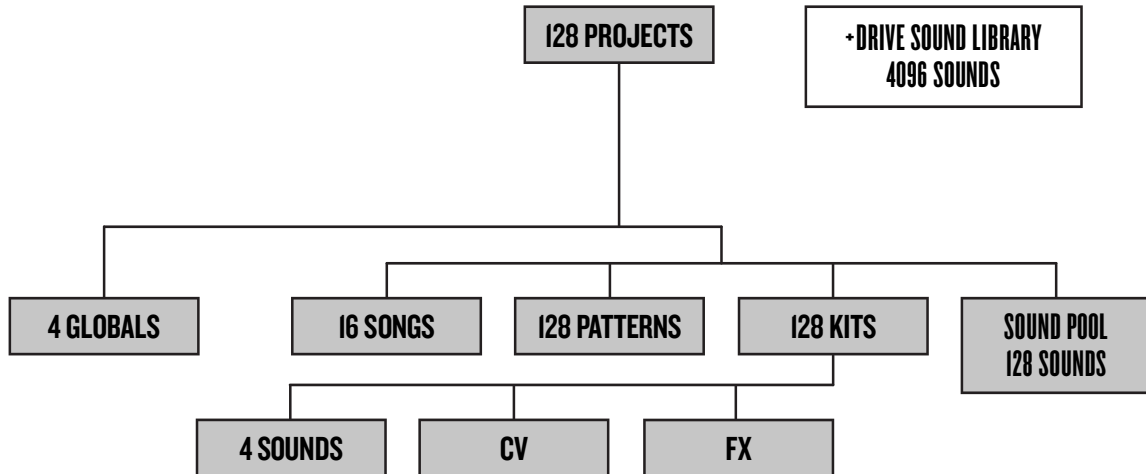 128 PROJECTS
+DRIVE SOUND LIBRARY
4096 SOUNDS
4 GLOBALS
16 SONGS
128 PATTERNS
128 KITS
SOUND POOL
128 SOUNDS
4 SOUNDS
CV
FX